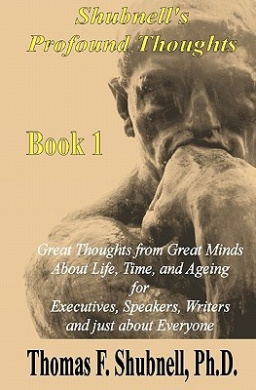 Shubnell's
Profound Thoughts
Book 1
Great Thoughts from Great Minds
About Life, Time, and Ageing
for
Executives, Speakers, Writers
and just about Everyone
Thomas F. Shubnell, Ph.D.